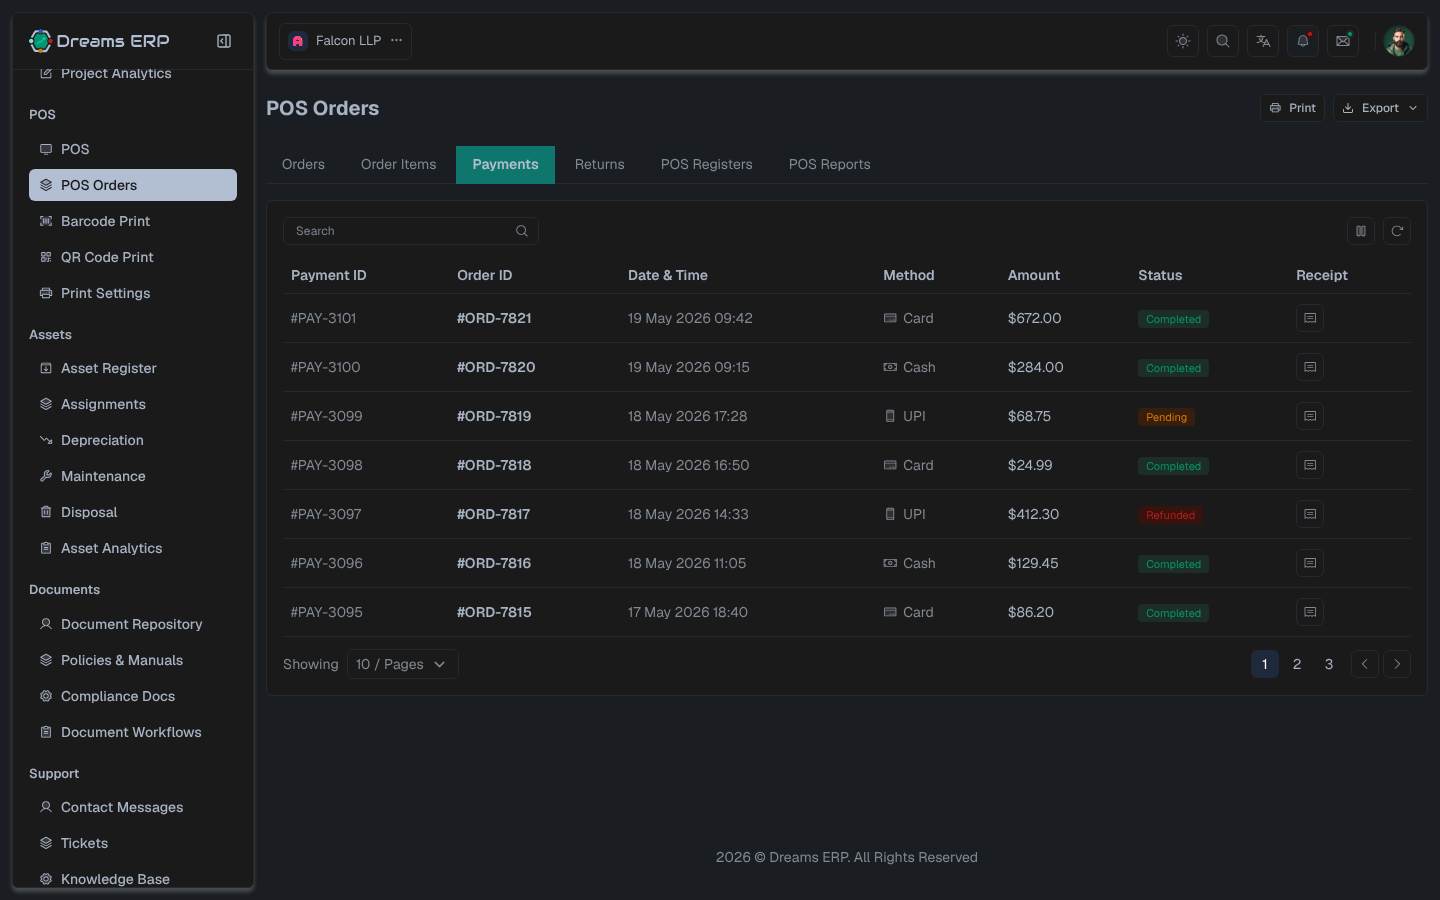 Dreams ERP
Project Analytics
POS
POS
POS Orders
Barcode Print
QR Code Print
Print Settings
Assets
Asset Register
Assignments
Depreciation
Maintenance
Disposal
Asset Analytics
Documents
Document Repository
Policies & Manuals
Compliance Docs
Document Workflows
Support
Contact Messages
Tickets
Knowledge Base
Falcon LLP
POS Orders
Print
Export
Orders Order Items Payments Returns POS Registers POS Reports
Search
Payment ID Order ID Date & Time Method Amount Status Receipt
#PAY-3101 #ORD-7821 19 May 2026 09:42 Card $672.00 Completed
#PAY-3100 #ORD-7820 19 May 2026 09:15 Cash $284.00 Completed
#PAY-3099 #ORD-7819 18 May 2026 17:28 UPI $68.75 Pending
#PAY-3098 #ORD-7818 18 May 2026 16:50 Card $24.99 Completed
#PAY-3097 #ORD-7817 18 May 2026 14:33 UPI $412.30 Refunded
#PAY-3096 #ORD-7816 18 May 2026 11:05 Cash $129.45 Completed
#PAY-3095 #ORD-7815 17 May 2026 18:40 Card $86.20 Completed
Showing 10 / Pages 1 2 3
2026 © Dreams ERP. All Rights Reserved